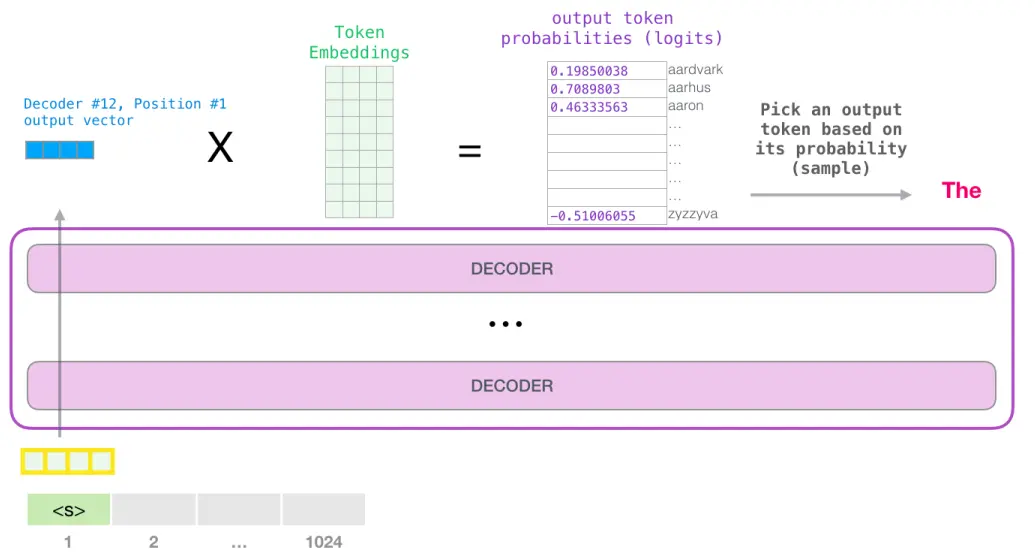 Token
Embeddings
output token
probabilities (logits)
Decoder #12, Position #1
output vector
X
=
0.19850038 aardvark
0.7089803 aarhus
0.46333563 aaron
...
...
...
...
...
-0.51006055 zyzzyva
Pick an output
token based on
its probability
(sample)
The
DECODER
...
DECODER
<s>
1 2 ... 1024